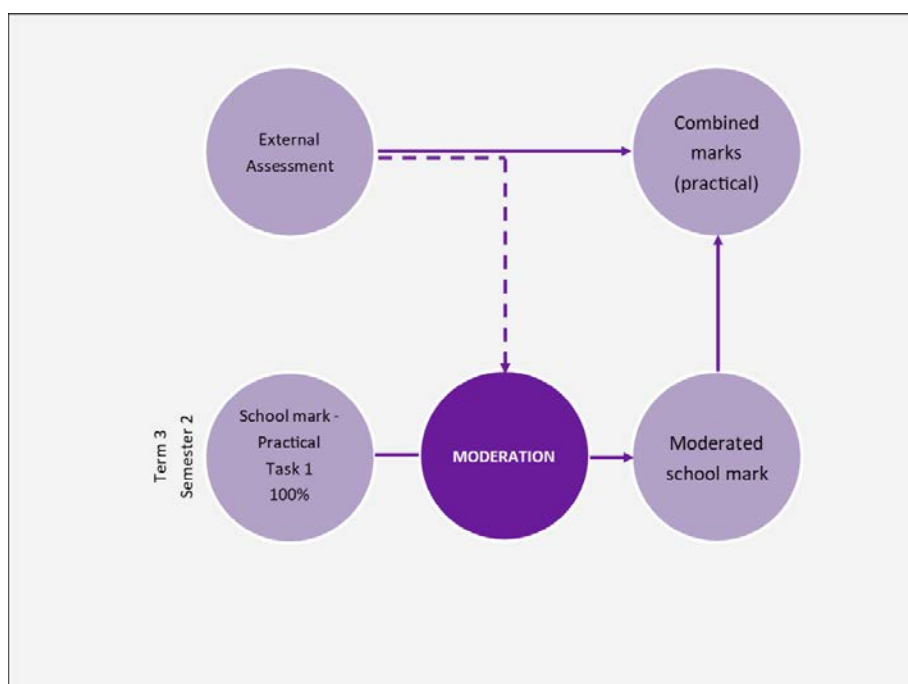 External
Assessment
Combined
marks
(practical)
Term 3
Semester 2
School mark -
Practical
Task 1
100%
MODERATION
Moderated
school mark